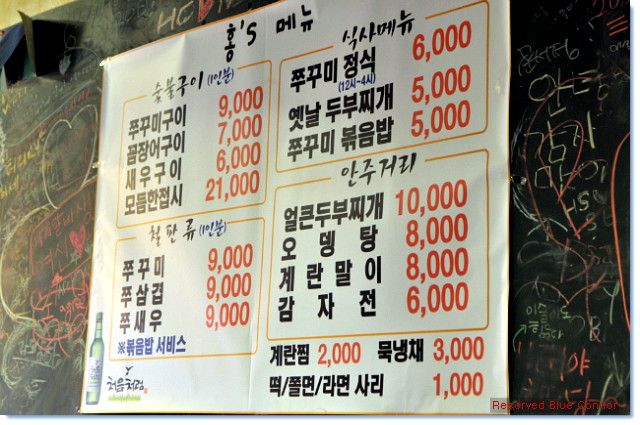 홍's 메뉴
숯불구이 (1인분)
쭈꾸미구이 9,000
꼼장어구이 7,000
새우구이 6,000
모듬한접시 21,000
철판류 (1인분)
쭈꾸미 9,000
쭈삼겹 9,000
쭈새우 9,000
※볶음밥 서비스
처음처럼
식사메뉴
쭈꾸미 정식 6,000
(12시~4시)
옛날 두부찌개 5,000
쭈꾸미 볶음밥 5,000
안주거리
얼큰두부찌개 10,000
오뎅탕 8,000
계란말이 8,000
감자전 6,000
계란찜 2,000 묵냉채 3,000
떡/쫄면/라면 사리 1,000
Reserved Blue Connor